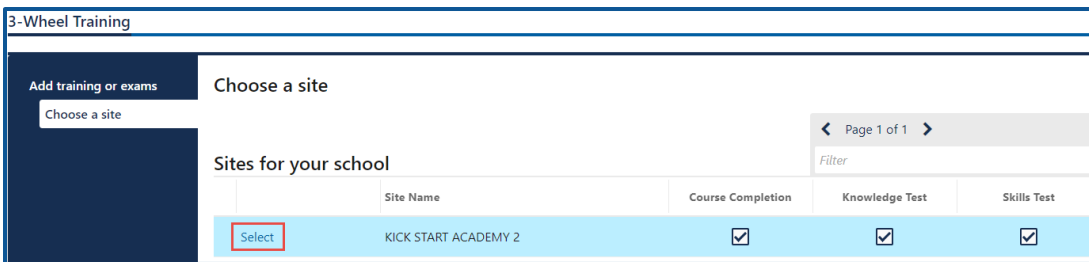 3-Wheel Training
Add training or exams
Choose a site
Choose a site
Page 1 of 1
Filter
Sites for your school
Site Name Course Completion Knowledge Test Skills Test
Select KICK START ACADEMY 2